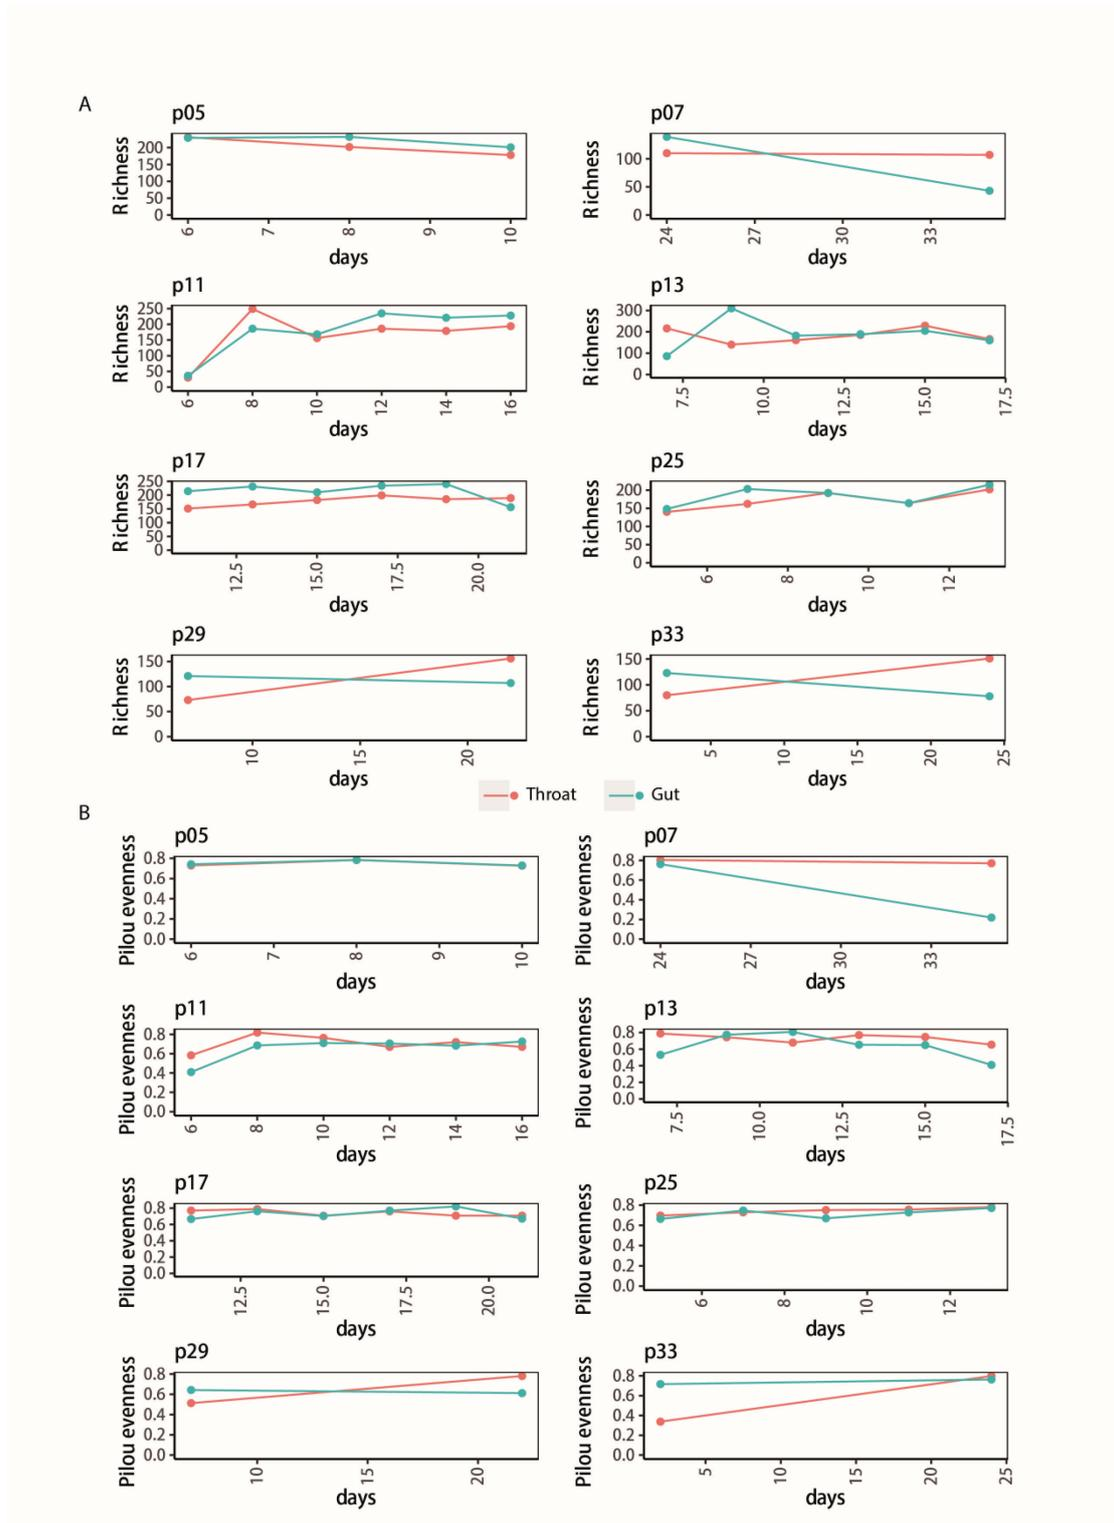 A
p05
Richness
200
150
100
50
0
6 7 8 9 10
days
p07
Richness
100
50
0
24 27 30 33
days
p11
Richness
250
200
150
100
50
0
6 8 10 12 14 16
days
p13
Richness
300
200
100
0
7.5 10.0 12.5 15.0 17.5
days
p17
Richness
250
200
150
100
50
0
12.5 15.0 17.5 20.0
days
p25
Richness
200
150
100
50
0
6 8 10 12
days
p29
Richness
150
100
50
0
10 15 20
days
p33
Richness
150
100
50
0
5 10 15 20 25
days
Throat Gut
B
p05
Pilou evenness
0.8
0.6
0.4
0.2
0.0
6 7 8 9 10
days
p07
Pilou evenness
0.8
0.6
0.4
0.2
0.0
24 27 30 33
days
p11
Pilou evenness
0.8
0.6
0.4
0.2
0.0
6 8 10 12 14 16
days
p13
Pilou evenness
0.8
0.6
0.4
0.2
0.0
7.5 10.0 12.5 15.0 17.5
days
p17
Pilou evenness
0.8
0.6
0.4
0.2
0.0
12.5 15.0 17.5 20.0
days
p25
Pilou evenness
0.8
0.6
0.4
0.2
0.0
6 8 10 12
days
p29
Pilou evenness
0.8
0.6
0.4
0.2
0.0
10 15 20
days
p33
Pilou evenness
0.8
0.6
0.4
0.2
0.0
5 10 15 20 25
days